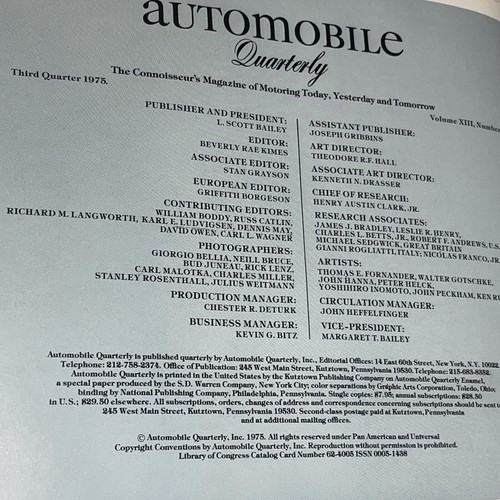 AUTOMOBILE
Quarterly
The Connoisseur's Magazine of Motoring Today, Yesterday and Tomorrow
Third Quarter 1975.
Volume XIII, Number
PUBLISHER AND PRESIDENT:
L. SCOTT BAILEY
EDITOR:
BEVERLY RAE KIMES
ASSOCIATE EDITOR:
STAN GRAYSON
EUROPEAN EDITOR:
GRIFFITH BORGESON
CONTRIBUTING EDITORS:
WILLIAM BODDY, RUSS CATLIN,
RICHARD M. LANGWORTH, KARL E. LUDVIGSEN, DENNIS MAY,
DAVID OWEN, CARL L. WAGNER
PHOTOGRAPHERS:
GIORGIO BELLIA, NEILL BRUCE,
BUD JUNEAU, RICK LENZ,
CARL MALOTKA, CHARLES MILLER,
STANLEY ROSENTHALL, JULIUS WEITMANN
PRODUCTION MANAGER:
CHESTER R. DETURK
BUSINESS MANAGER:
KEVIN G. BITZ
ASSISTANT PUBLISHER:
JOSEPH GRIBBINS
ART DIRECTOR:
THEODORE R.F. HALL
ASSOCIATE ART DIRECTOR:
KENNETH N. DRASSER
CHIEF OF RESEARCH:
HENRY AUSTIN CLARK, JR.
RESEARCH ASSOCIATES:
JAMES J. BRADLEY, LESLIE R. HENRY,
CHARLES L. BETTS, JR., ROBERT F. ANDREWS, U.S.
MICHAEL SEDGWICK, GREAT BRITAIN
GIANNI ROGLIATTI, ITALY; NICOLAS FRANCO, JR
ARTISTS:
THOMAS E. FORNANDER, WALTER GOTSCHKE,
JOHN HANNA, PETER HELCK,
YOSHIHIRO INOMOTO, JOHN PECKHAM, KEN RU
CIRCULATION MANAGER:
JOHN HEFFELFINGER
VICE-PRESIDENT:
MARGARET T. BAILEY
Automobile Quarterly is published quarterly by Automobile Quarterly, Inc., Editorial Offices: 14 East 60th Street, New York, N.Y. 10022.
Telephone: 212-758-2374. Office of Publication: 245 West Main Street, Kutztown, Pennsylvania 19530. Telephone: 215-683-8352.
Automobile Quarterly is printed in the United States by the Kutztown Publishing Company on Automobile Quarterly Enamel,
a special paper produced by the S.D. Warren Company, New York City; color separations by Graphic Arts Corporation, Toledo, Ohio;
binding by National Publishing Company, Philadelphia, Pennsylvania. Single copies: $7.95; annual subscriptions: $28.50
in U.S.; $29.50 elsewhere. All subscriptions, orders, changes of address and correspondence concerning subscriptions should be sent to
245 West Main Street, Kutztown, Pennsylvania 19530. Second-class postage paid at Kutztown, Pennsylvania
and at additional mailing offices.
© Automobile Quarterly, Inc. 1975. All rights reserved under Pan American and Universal
Copyright Conventions by Automobile Quarterly, Inc. Reproduction without permission is prohibited.
Library of Congress Catalog Card Number 62-4005 ISSN 0005-1438